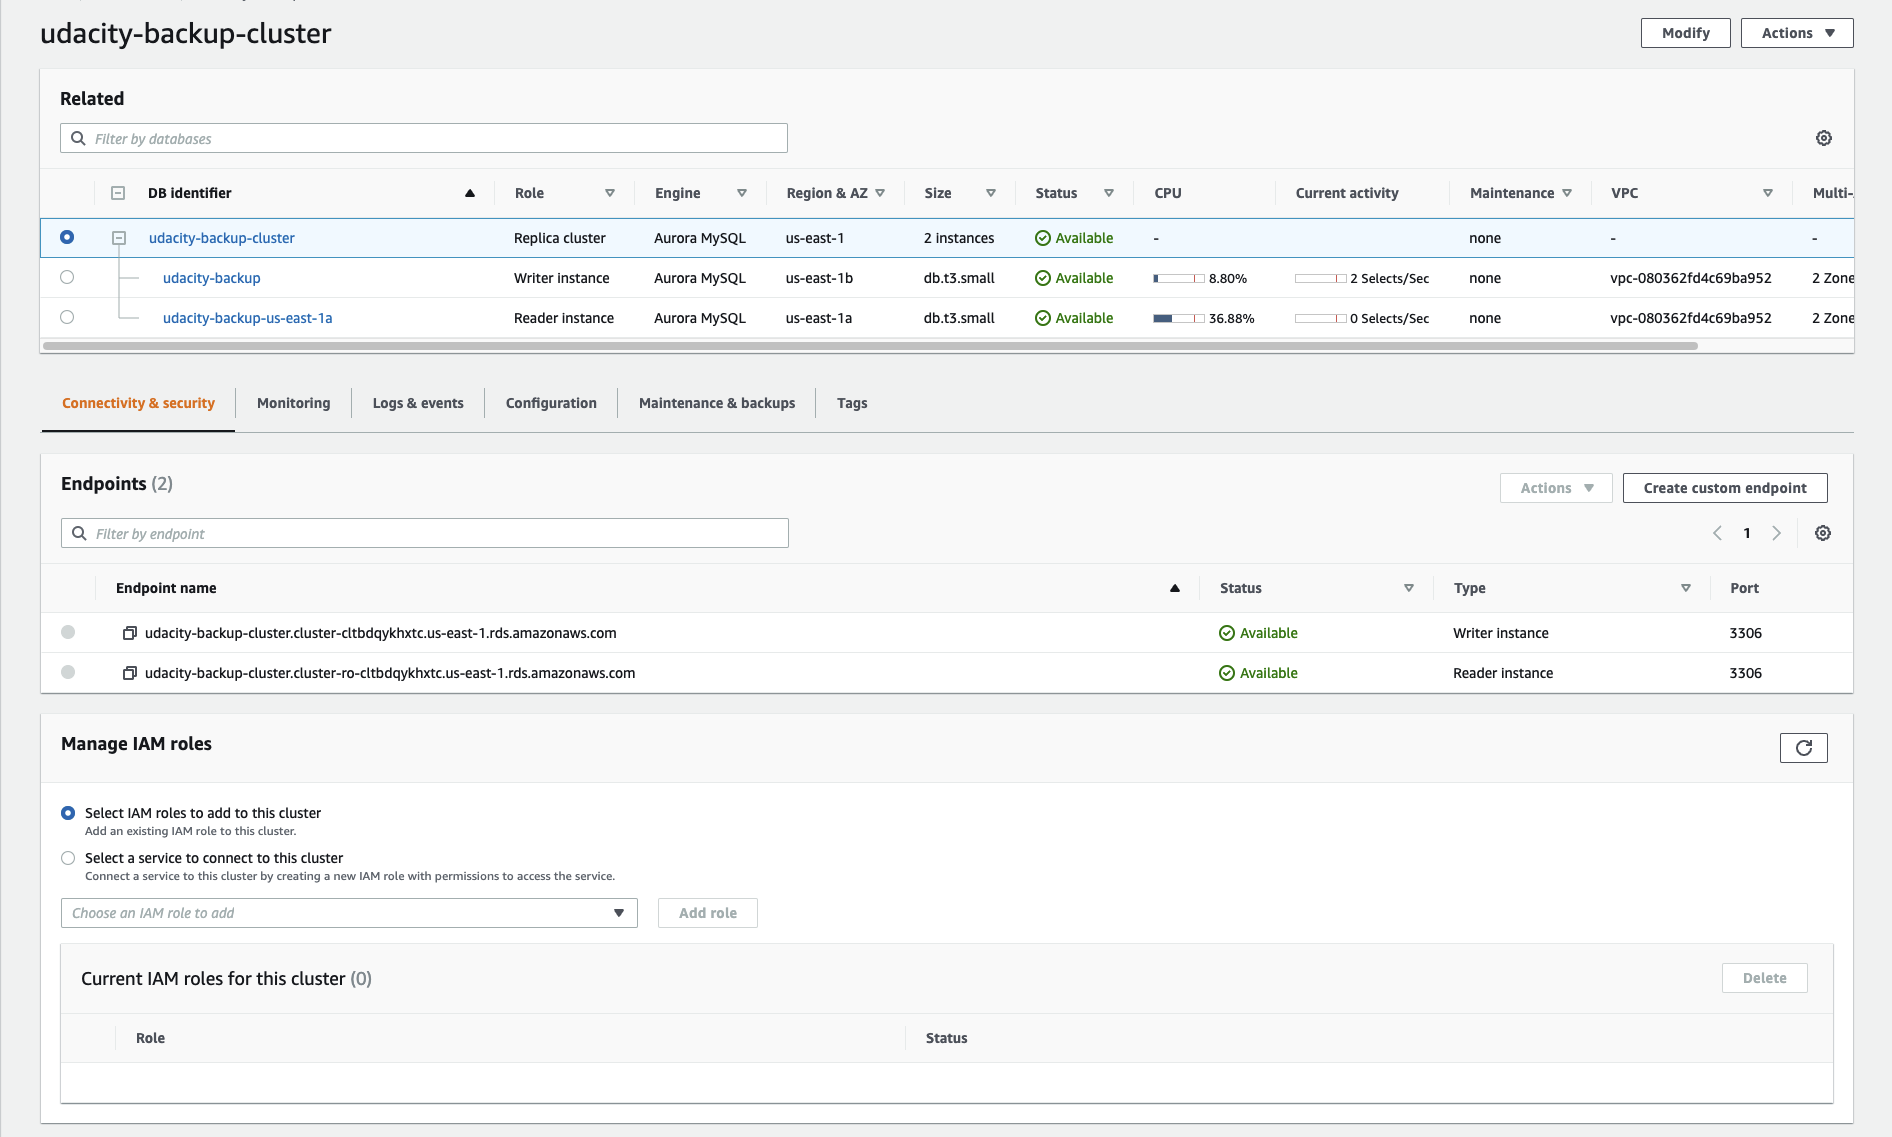 udacity-backup-cluster
Modify
Actions
Related
Filter by databases
DB identifier Role Engine Region & AZ Size Status CPU Current activity Maintenance VPC Multi-
udacity-backup-cluster Replica cluster Aurora MySQL us-east-1 2 instances Available - none - -
udacity-backup Writer instance Aurora MySQL us-east-1b db.t3.small Available 8.80% 2 Selects/Sec none vpc-080362fd4c69ba952 2 Zone
udacity-backup-us-east-1a Reader instance Aurora MySQL us-east-1a db.t3.small Available 36.88% 0 Selects/Sec none vpc-080362fd4c69ba952 2 Zone
Connectivity & security Monitoring Logs & events Configuration Maintenance & backups Tags
Endpoints (2)
Actions
Create custom endpoint
Filter by endpoint
1
Endpoint name Status Type Port
udacity-backup-cluster.cluster-cltbdqykhxtc.us-east-1.rds.amazonaws.com Available Writer instance 3306
udacity-backup-cluster.cluster-ro-cltbdqykhxtc.us-east-1.rds.amazonaws.com Available Reader instance 3306
Manage IAM roles
Select IAM roles to add to this cluster
Add an existing IAM role to this cluster.
Select a service to connect to this cluster
Connect a service to this cluster by creating a new IAM role with permissions to access the service.
Choose an IAM role to add
Add role
Current IAM roles for this cluster (0)
Delete
Role Status